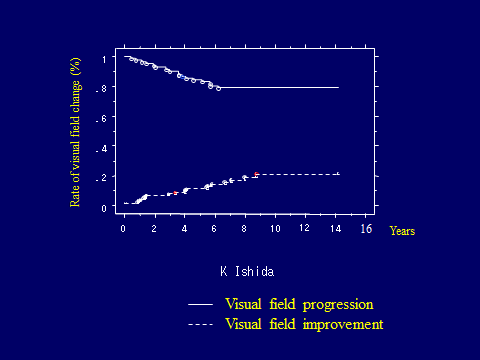 Rate of visual field change (%)
1
.8
.6
.4
.2
0
0 2 4 6 8 10 12 14 16 Years
K Ishida
Visual field progression
Visual field improvement